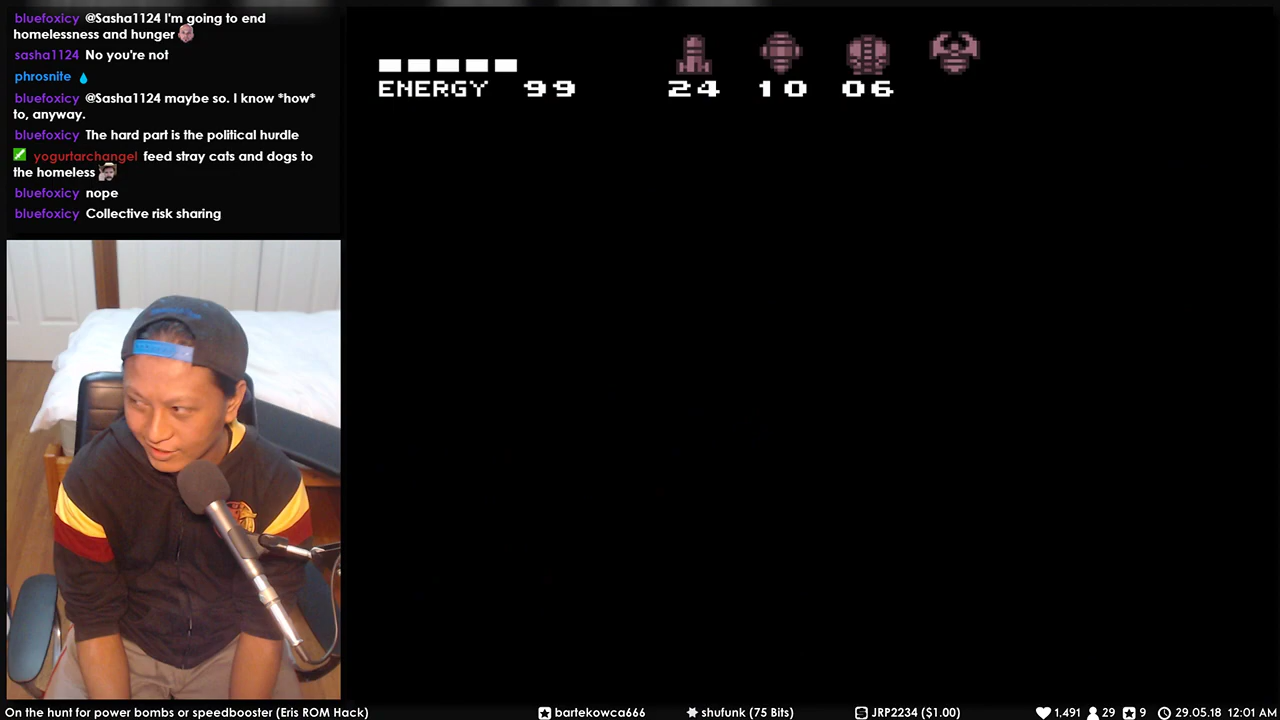 bluefoxicy @Sasha1124 I'm going to end
homelessness and hunger
sasha1124 No you're not
phrosnite
bluefoxicy @Sasha1124 maybe so. I know *how*
to, anyway.
bluefoxicy The hard part is the political hurdle
yogurtarchangel feed stray cats and dogs to
the homeless
bluefoxicy nope
bluefoxicy Collective risk sharing
ENERGY 99 24 10 06
On the hunt for power bombs or speedbooster (Eris ROM Hack) bartekowca666 shufunk (75 Bits) JRP2234 ($1.00) 1,491 29 9 29.05.18 12:01 AM